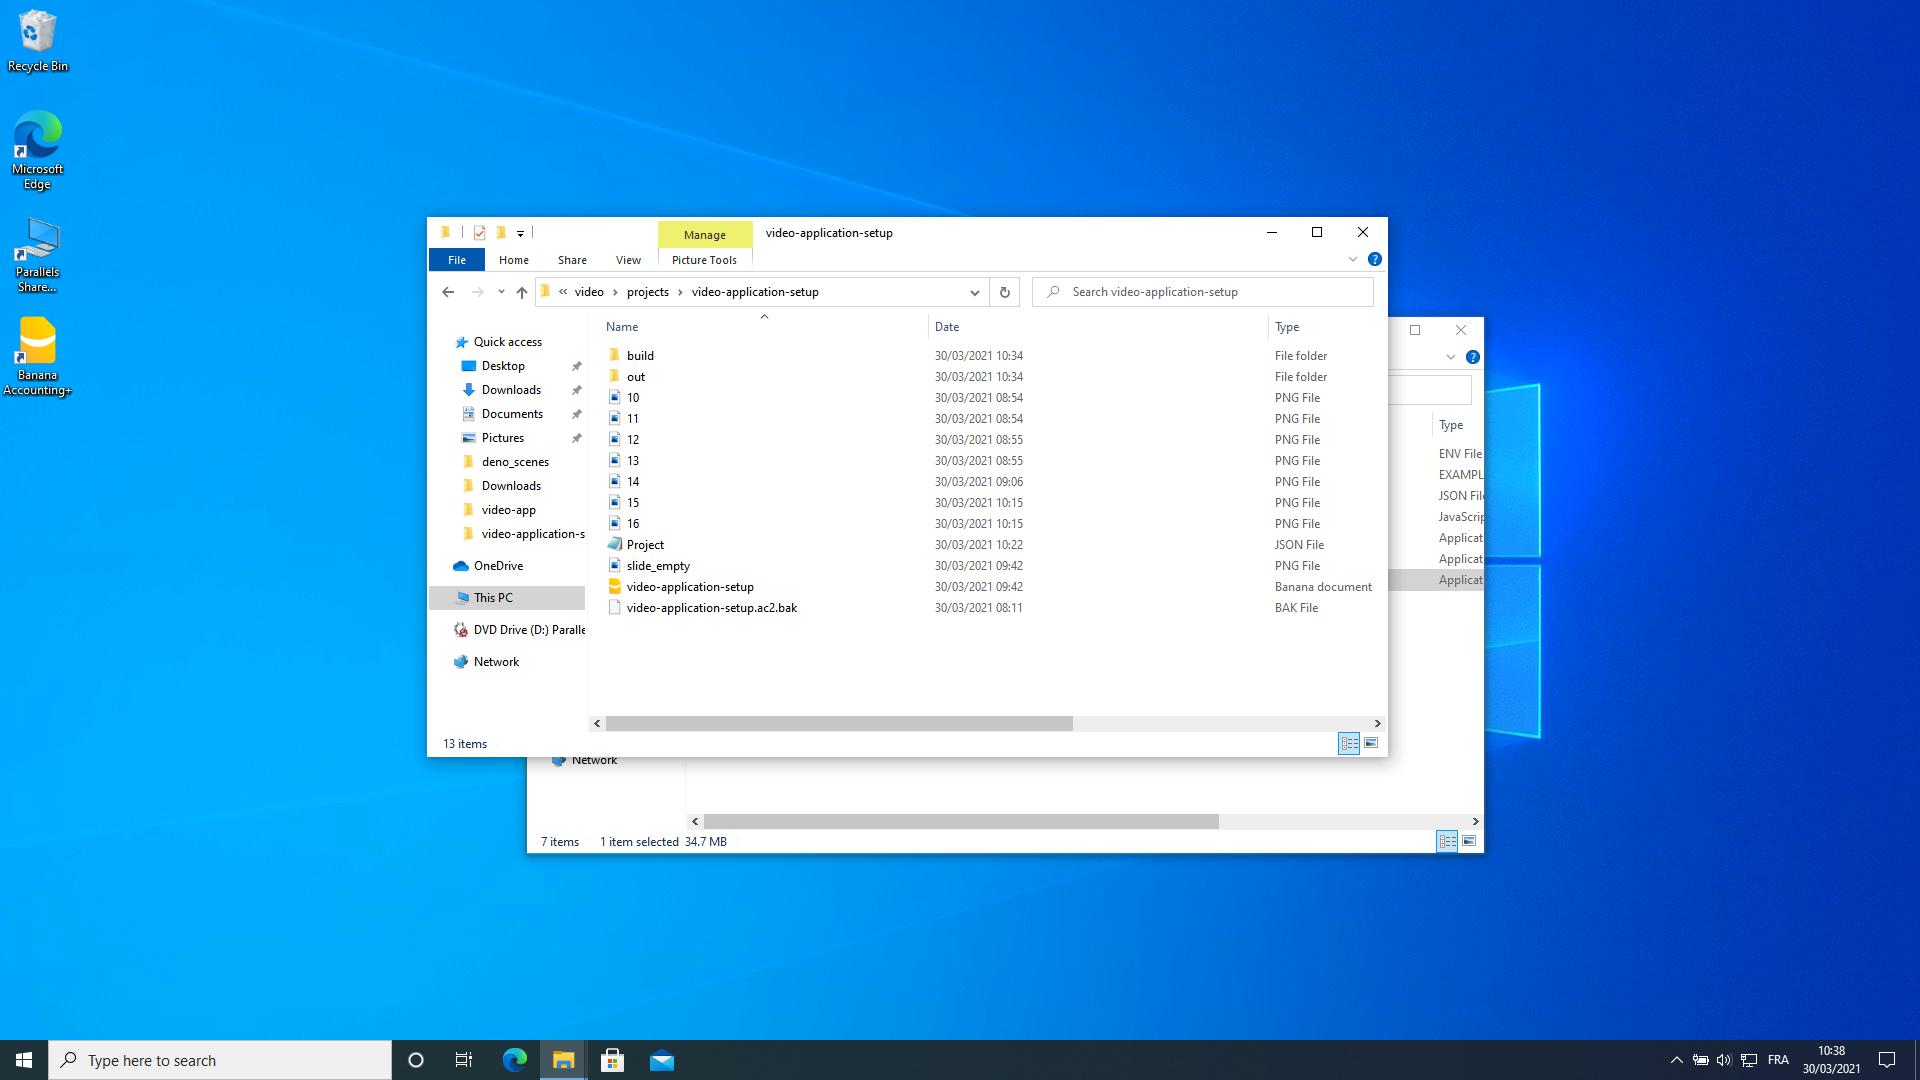 Recycle Bin
Microsoft
Edge
Parallels
Share...
Banana
Accounting+
Manage
video-application-setup
File
Home
Share
View
Picture Tools
« video › projects › video-application-setup
Search video-application-setup
Quick access
Desktop
Downloads
Documents
Pictures
deno_scenes
Downloads
video-app
video-application-s
OneDrive
This PC
DVD Drive (D:) Paralle
Network
Name Date Type
build 30/03/2021 10:34 File folder
out 30/03/2021 10:34 File folder
10 30/03/2021 08:54 PNG File
11 30/03/2021 08:54 PNG File
12 30/03/2021 08:55 PNG File
13 30/03/2021 08:55 PNG File
14 30/03/2021 09:06 PNG File
15 30/03/2021 10:15 PNG File
16 30/03/2021 10:15 PNG File
Project 30/03/2021 10:22 JSON File
slide_empty 30/03/2021 09:42 PNG File
video-application-setup 30/03/2021 09:42 Banana document
video-application-setup.ac2.bak 30/03/2021 08:11 BAK File
13 items
Type
ENV File
EXAMPL
JSON File
JavaScrip
Applicat
Applicat
Applicat
Network
7 items 1 item selected 34.7 MB
Type here to search
FRA
10:38
30/03/2021